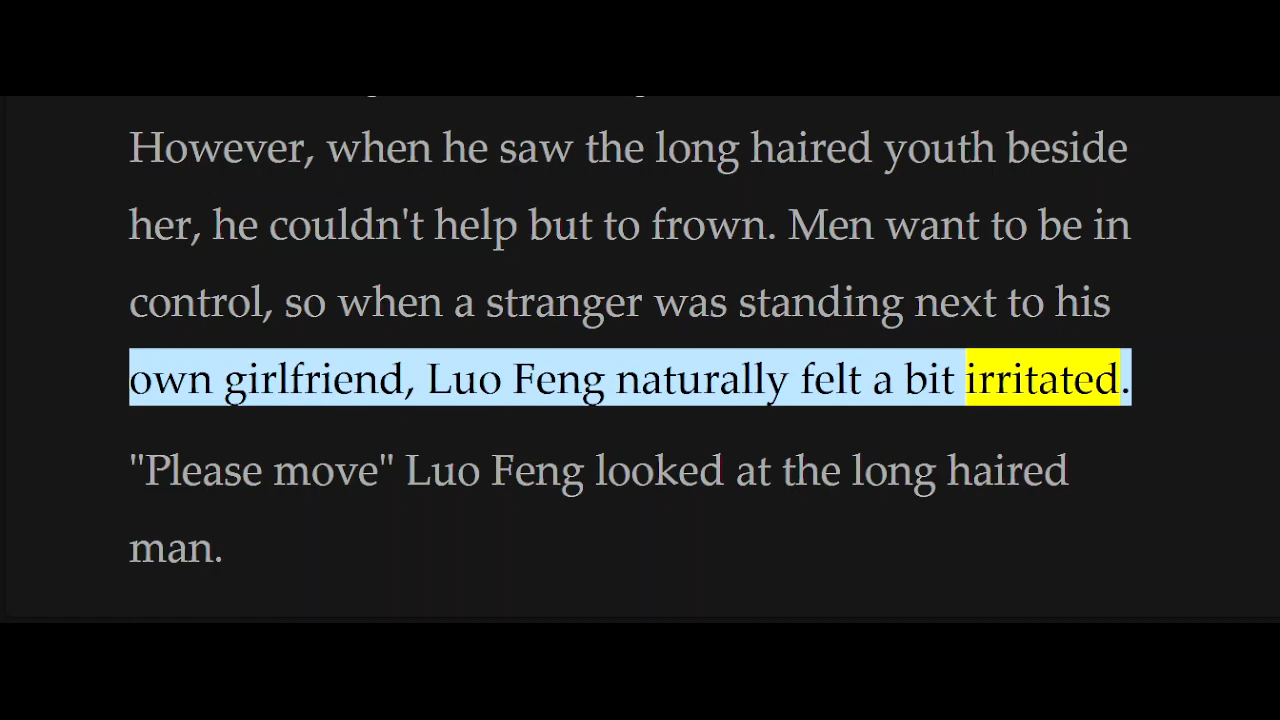 However, when he saw the long haired youth beside
her, he couldn't help but to frown. Men want to be in
control, so when a stranger was standing next to his
own girlfriend, Luo Feng naturally felt a bit irritated.
"Please move" Luo Feng looked at the long haired
man.